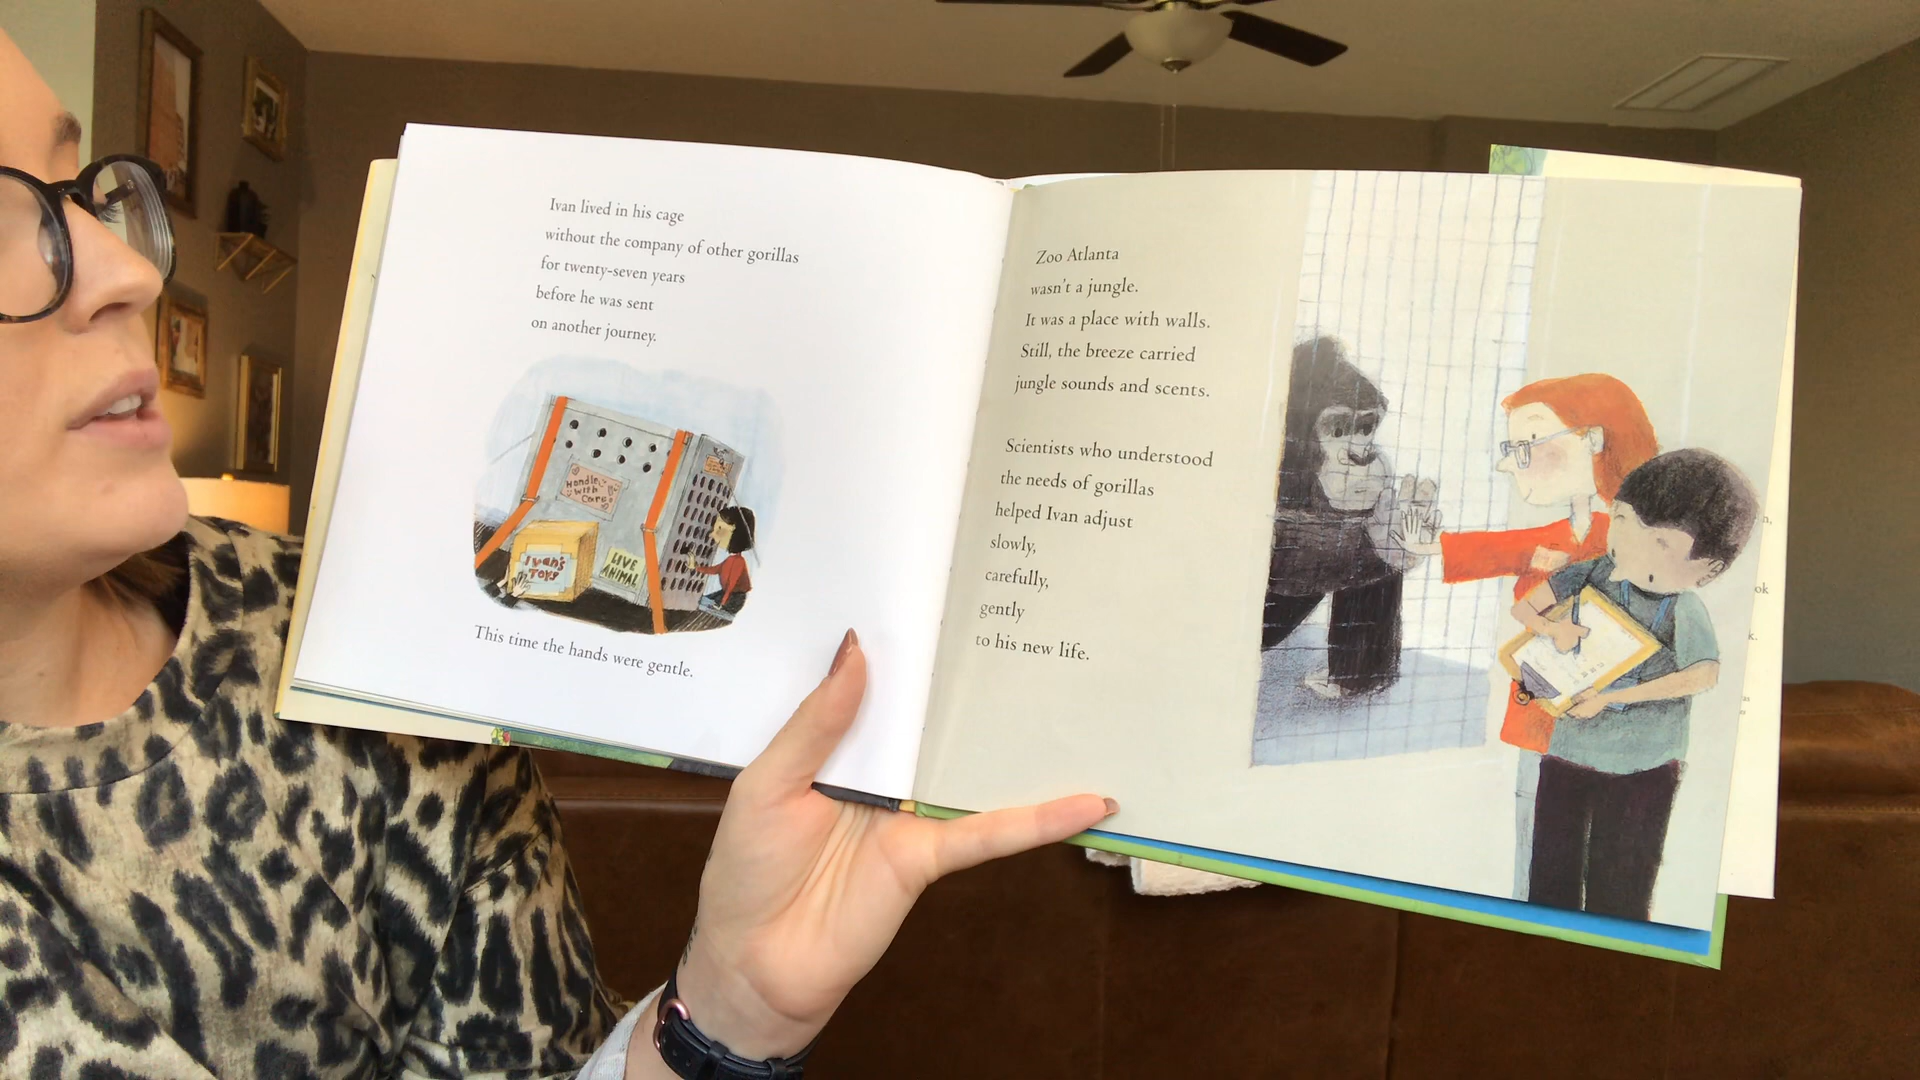 Ivan lived in his cage
without the company of other gorillas
for twenty-seven years
before he was sent
on another journey.
Handle
with
Care
Ivan's
Toys
LIVE
ANIMAL
This time the hands were gentle.
Zoo Atlanta
wasn't a jungle.
It was a place with walls.
Still, the breeze carried
jungle sounds and scents.
Scientists who understood
the needs of gorillas
helped Ivan adjust
slowly,
carefully,
gently
to his new life.